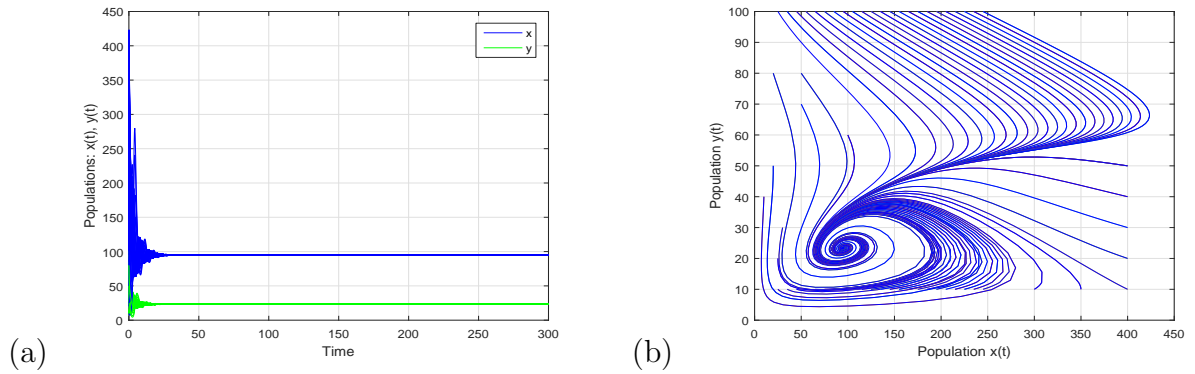 450
400
350
300
250
200
150
100
50
0
0 50 100 150 200 250 300
Time
Populations: x(t), y(t)
x
y
(a)
100
90
80
70
60
50
40
30
20
10
0
0 50 100 150 200 250 300 350 400 450
Population x(t)
Population y(t)
(b)